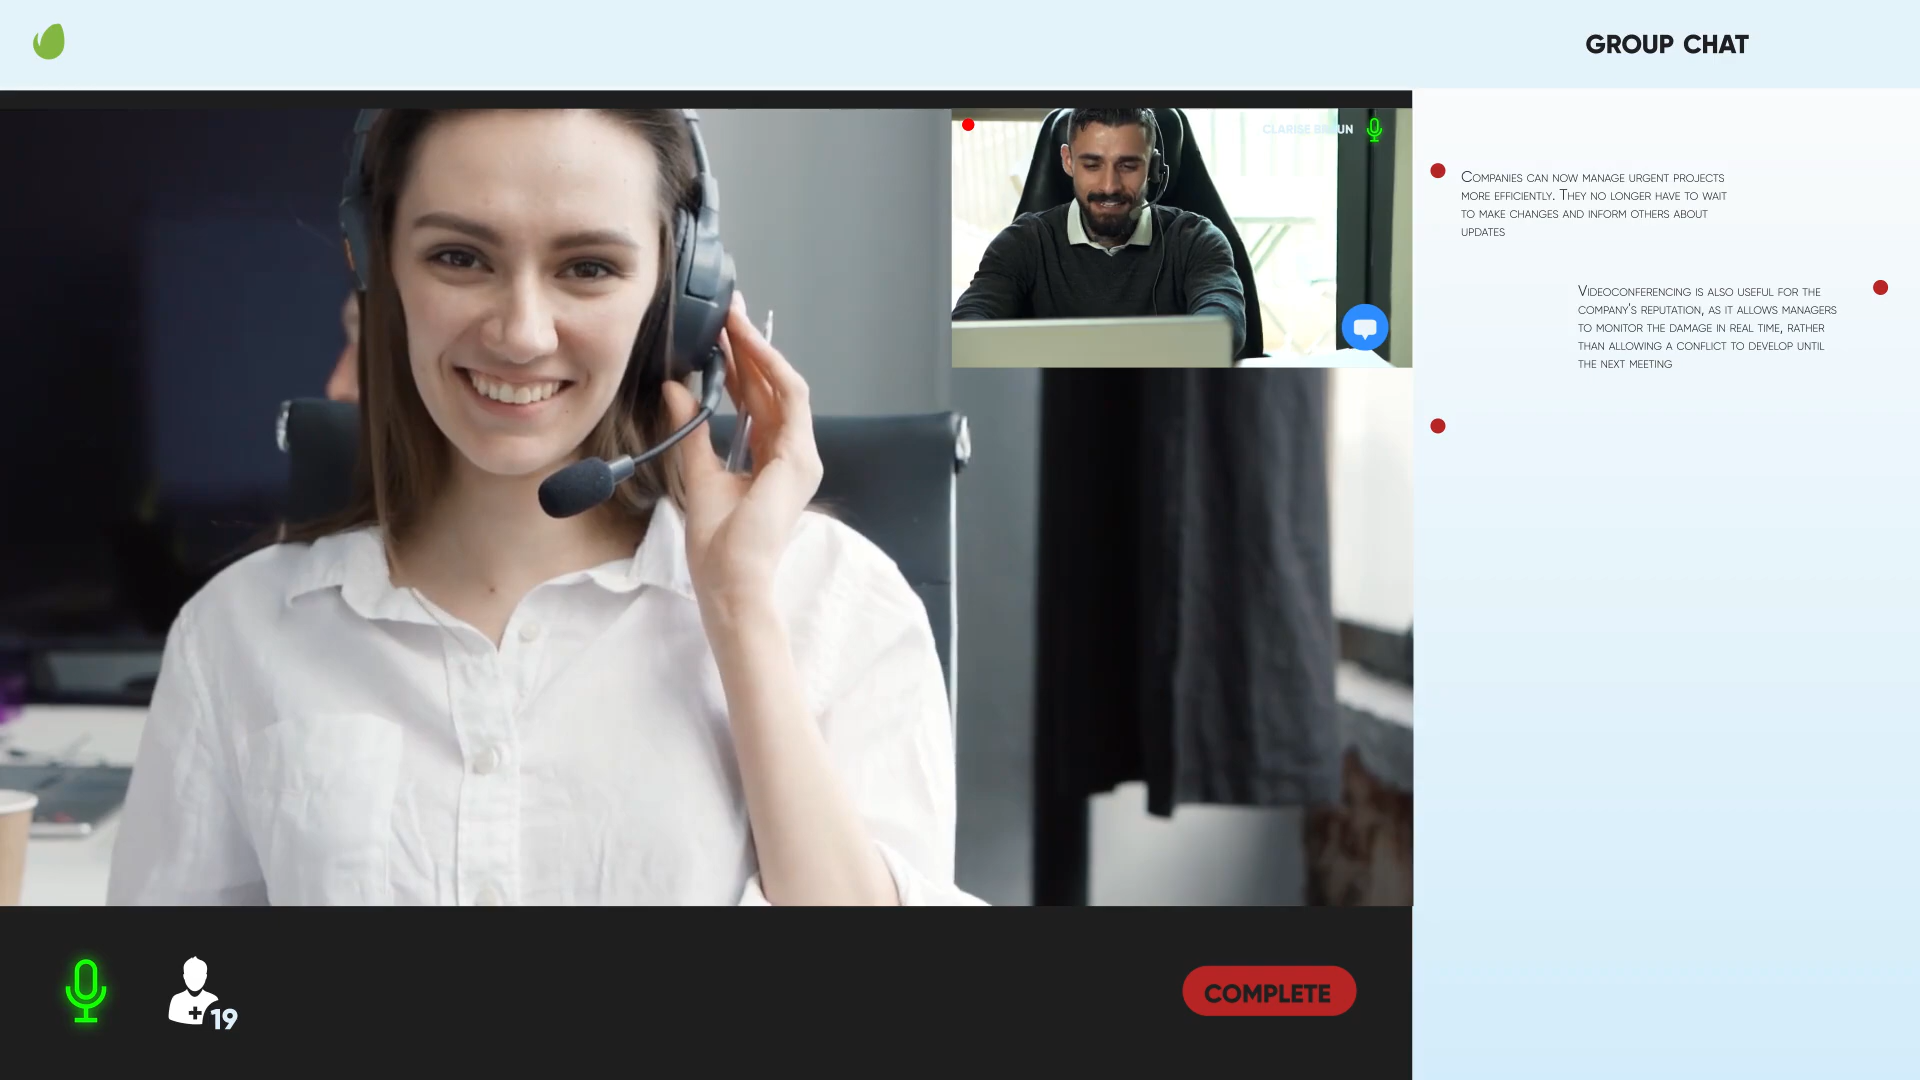 GROUP CHAT
CLARISE BRAUN
Companies can now manage urgent projects
more efficiently. They no longer have to wait
to make changes and inform others about
updates
Videoconferencing is also useful for the
company's reputation, as it allows managers
to monitor the damage in real time, rather
than allowing a conflict to develop until
the next meeting
19
COMPLETE